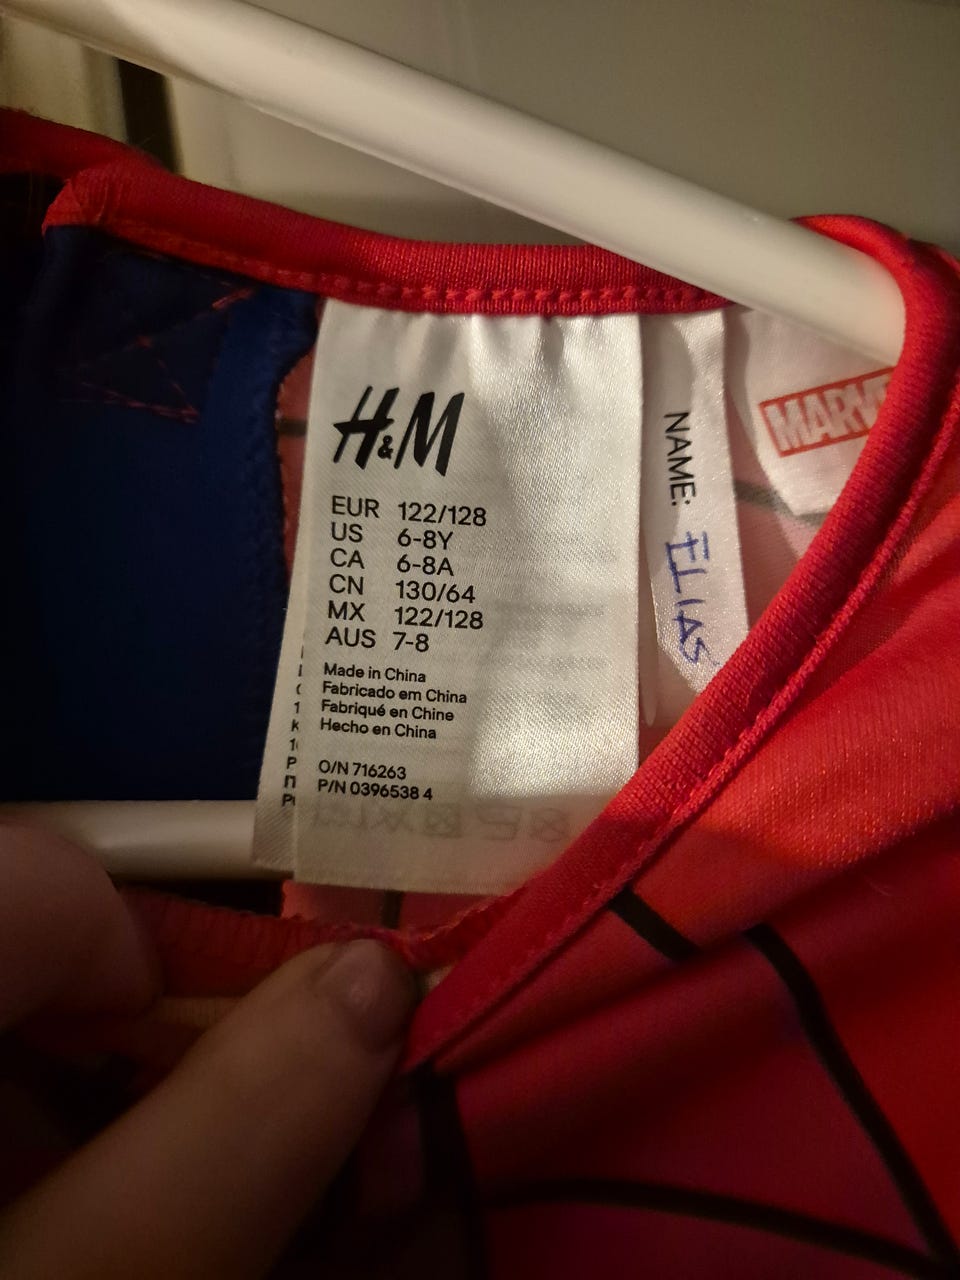 H&M
EUR 122/128
US 6-8Y
CA 6-8A
CN 130/64
MX 122/128
AUS 7-8
Made in China
Fabricado em China
Fabriqué en Chine
Hecho en China
O/N 716263
P/N 0396538 4
NAME: ELIAS
MARV